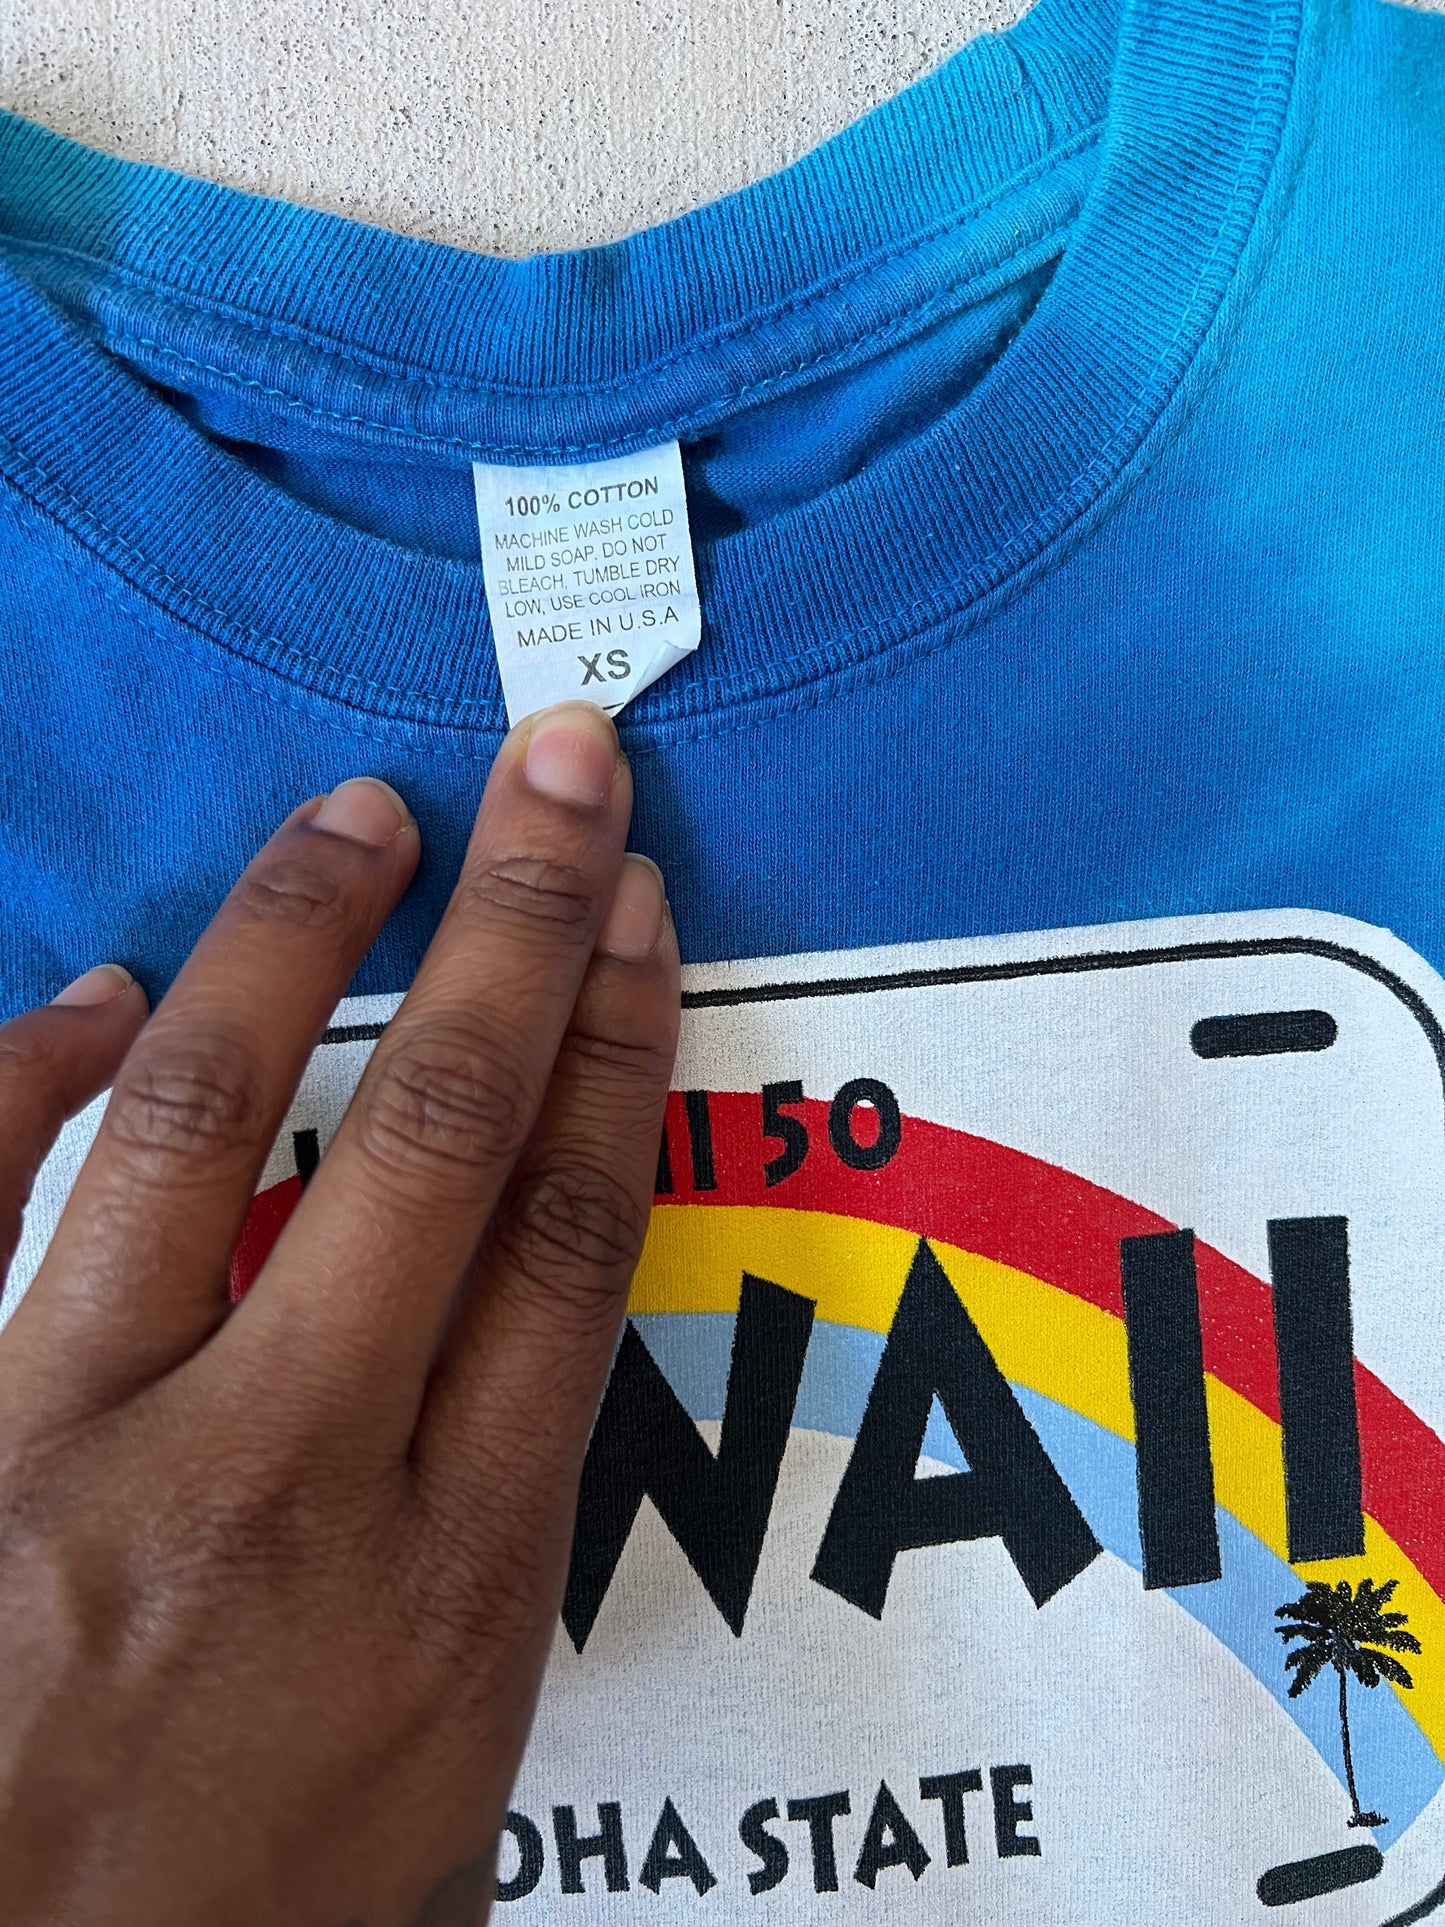 100% COTTON
MACHINE WASH COLD
MILD SOAP, DO NOT
BLEACH, TUMBLE DRY
LOW, USE COOL IRON
MADE IN U.S.A
XS
II 50
WAII
OHA STATE